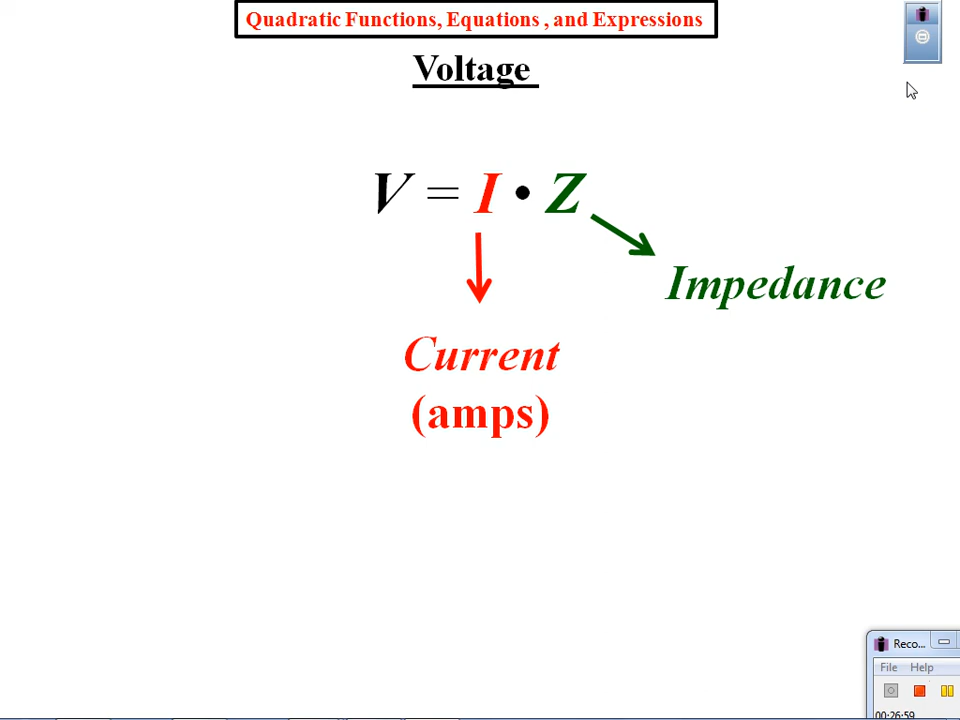 Quadratic Functions, Equations , and Expressions
Voltage
V = I • Z
Impedance
Current
(amps)
Reco...
File Help
00:26:59